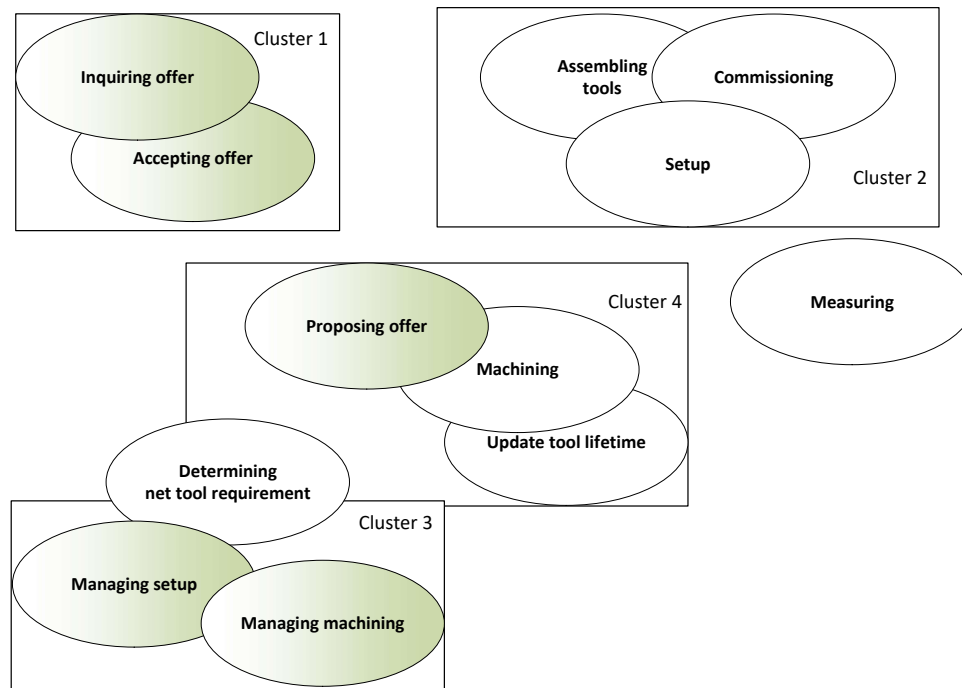 Cluster 1
Inquiring offer
Accepting offer
Assembling
tools
Commissioning
Setup
Cluster 2
Measuring
Cluster 4
Proposing offer
Machining
Update tool lifetime
Determining
net tool requirement
Cluster 3
Managing setup
Managing machining